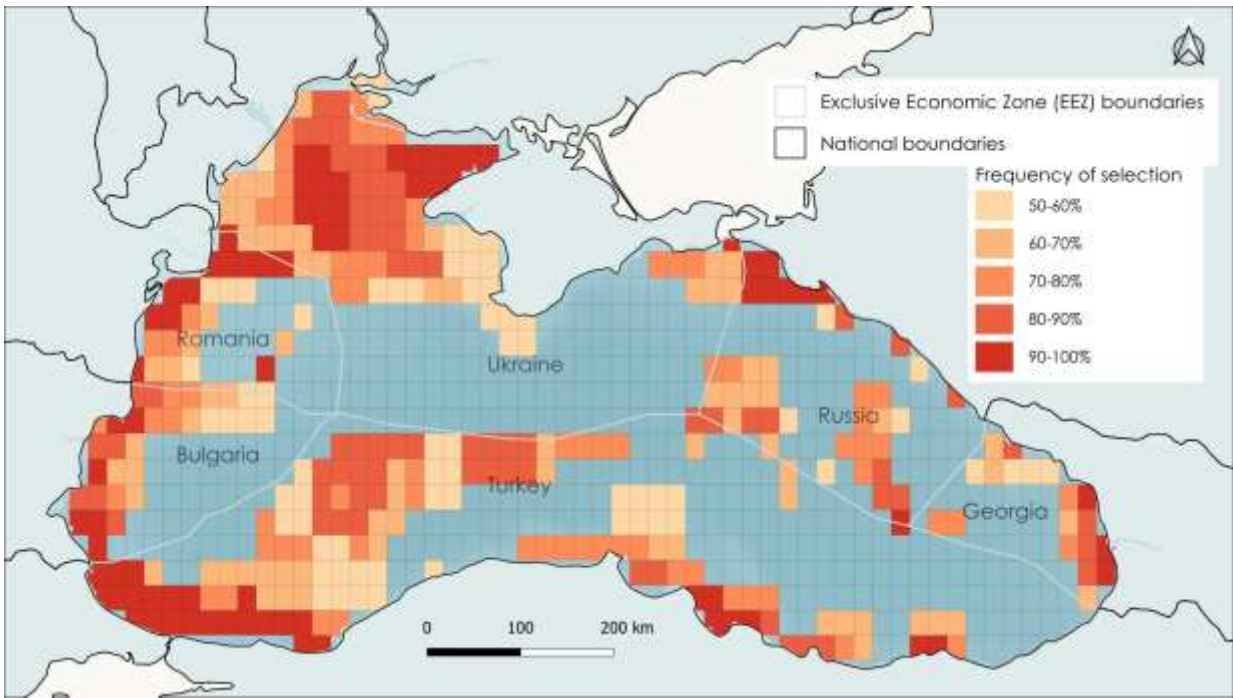 Exclusive Economic Zone (EEZ) boundaries
National boundaries
Frequency of selection
50-60%
60-70%
70-80%
80-90%
90-100%
Romania
Ukraine
Russia
Bulgaria
Turkey
Georgia
0 100 200 km